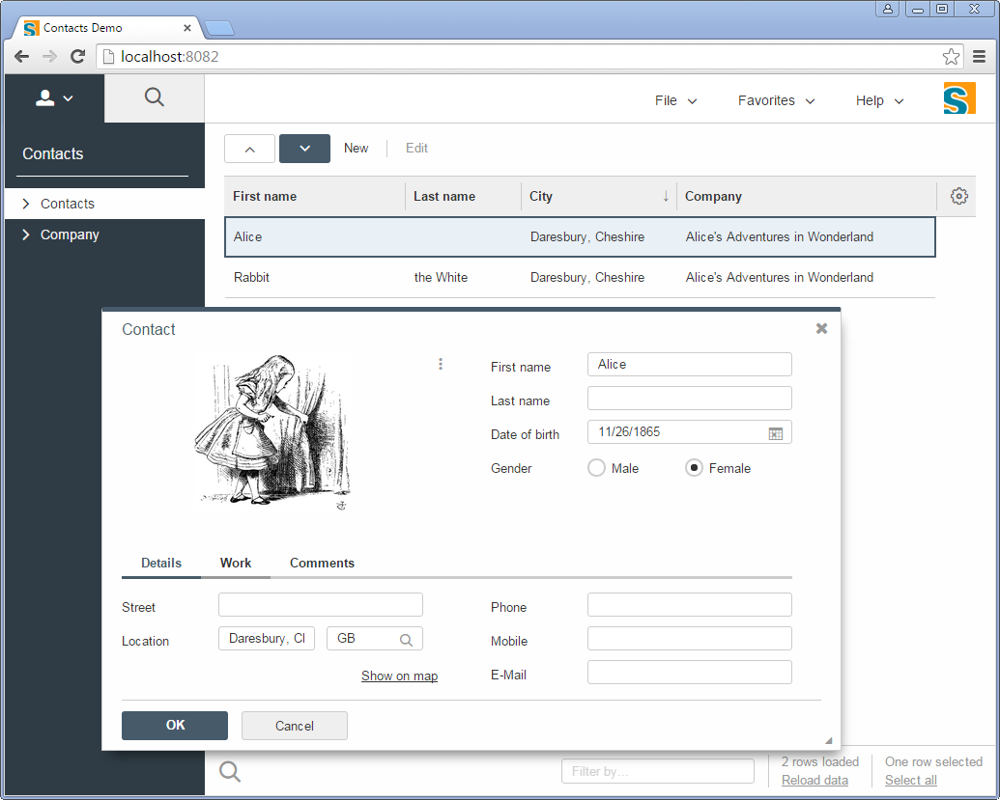 Contacts Demo
localhost:8082
File Favorites Help
Contacts
New Edit
Contacts
Company
First name Last name City ↓ Company
Alice Daresbury, Cheshire Alice's Adventures in Wonderland
Rabbit the White Daresbury, Cheshire Alice's Adventures in Wonderland
Contact
First name Alice
Last name
Date of birth 11/26/1865
Gender Male Female
Details Work Comments
Street
Location Daresbury, Cl GB
Show on map
Phone
Mobile
E-Mail
OK Cancel
Filter by...
2 rows loaded
Reload data
One row selected
Select all